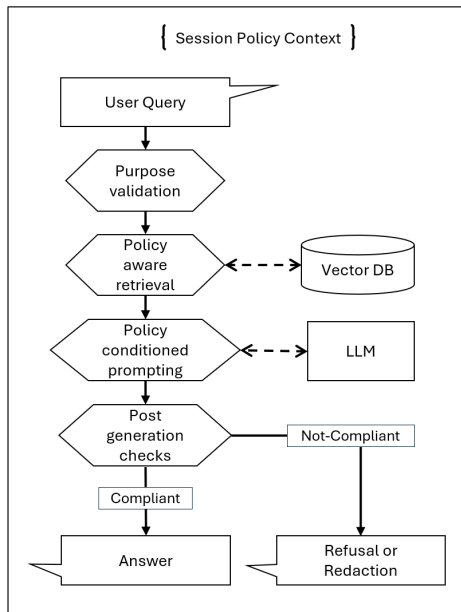 { Session Policy Context }
User Query
Purpose
validation
Policy
aware
retrieval
Vector DB
Policy
conditioned
prompting
LLM
Post
generation
checks
Not-Compliant
Compliant
Answer
Refusal or
Redaction